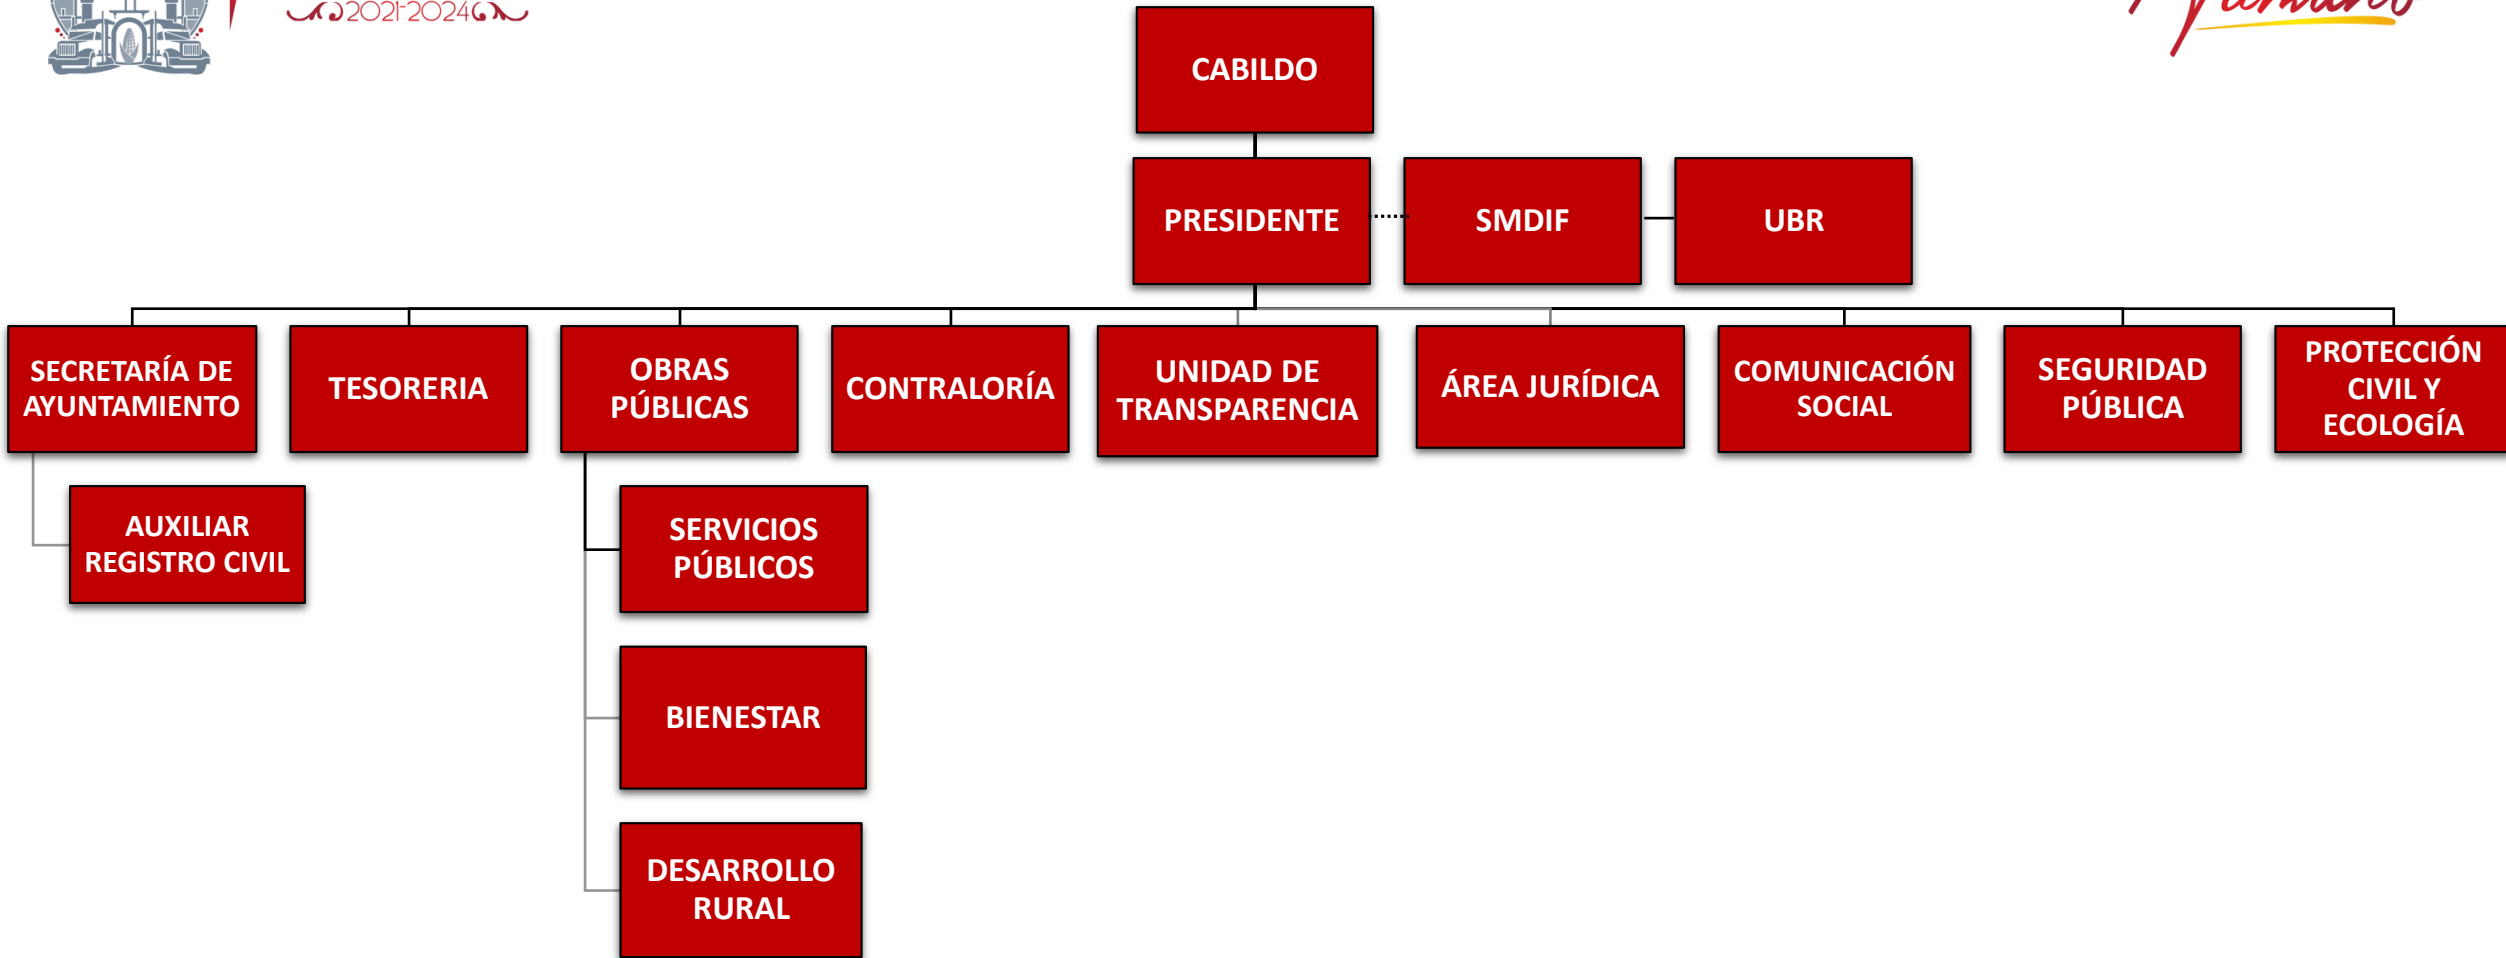 2021-2024
CABILDO
PRESIDENTE
SMDIF
UBR
SECRETARÍA DE
AYUNTAMIENTO
TESORERIA
OBRAS
PÚBLICAS
CONTRALORÍA
UNIDAD DE
TRANSPARENCIA
ÁREA JURÍDICA
COMUNICACIÓN
SOCIAL
SEGURIDAD
PÚBLICA
PROTECCIÓN
CIVIL Y
ECOLOGÍA
AUXILIAR
REGISTRO CIVIL
SERVICIOS
PÚBLICOS
BIENESTAR
DESARROLLO
RURAL